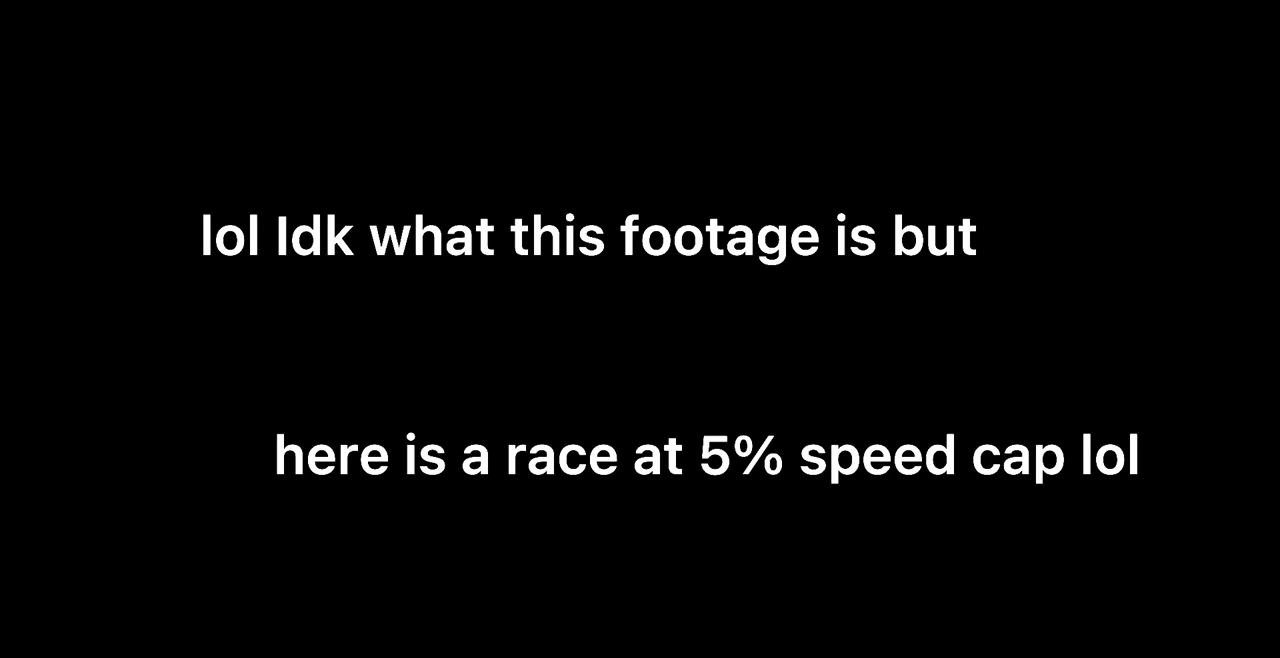 lol Idk what this footage is but
here is a race at 5% speed cap lol